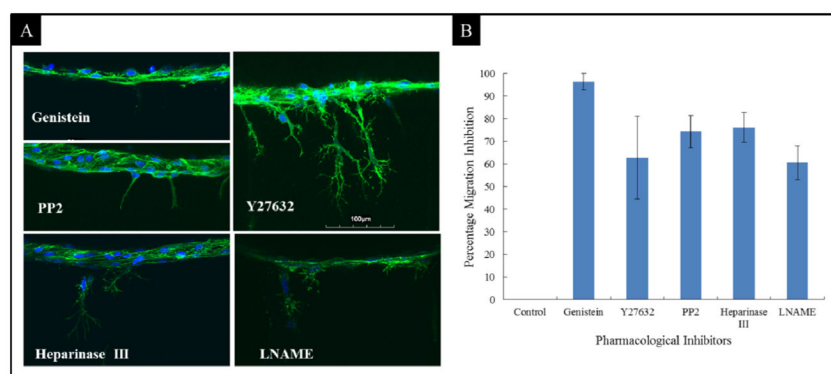 A
Genistein
PP2
Y27632
100µm
Heparinase III
LNAME
B
Percentage Migration Inhibition
100
90
80
70
60
50
40
30
20
10
0
Control Genistein Y27632 PP2 Heparinase LNAME
III
Pharmacological Inhibitors